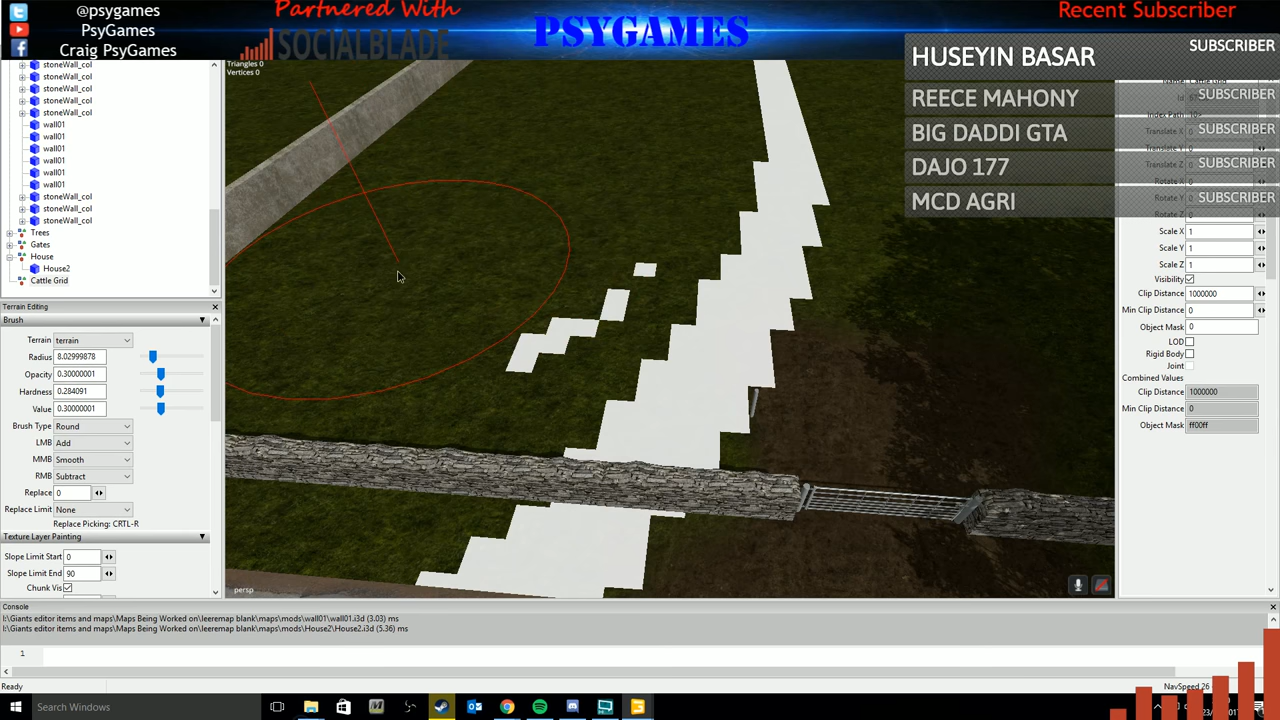 @psygames
PsyGames
Craig PsyGames
Partnered With
SOCIALBLADE
PSYGAMES
Recent Subscriber
HUSEYIN BASAR SUBSCRIBER
REECE MAHONY SUBSCRIBER
BIG DADDI GTA SUBSCRIBER
DAJO 177 SUBSCRIBER
MCD AGRI SUBSCRIBER
Triangles 0
Vertices 0
stoneWall_col
stoneWall_col
stoneWall_col
stoneWall_col
stoneWall_col
wall01
wall01
wall01
wall01
wall01
wall01
stoneWall_col
stoneWall_col
stoneWall_col
Trees
Gates
House
House2
Cattle Grid
Terrain Editing
Brush
Terrain terrain
Radius 8.02999878
Opacity 0.30000001
Hardness 0.284091
Value 0.30000001
Brush Type Round
LMB Add
MMB Smooth
RMB Subtract
Replace 0
Replace Limit None
Replace Picking: CRTL-R
Texture Layer Painting
Slope Limit Start 0
Slope Limit End 90
Chunk Vis
persp
Translate X
Translate Y
Translate Z
Rotate X
Scale X 1
Scale Y 1
Scale Z 1
Visibility
Clip Distance 1000000
Min Clip Distance 0
Object Mask 0
LOD
Rigid Body
Joint
Combined Values
Clip Distance 1000000
Min Clip Distance 0
Object Mask ff00ff
Console
I:\Giants editor items and maps\Maps Being Worked on\leeremap blank\maps\mods\wall01\wall01.i3d (3.03) ms
I:\Giants editor items and maps\Maps Being Worked on\leeremap blank\maps\mods\House2\House2.i3d (5.36) ms
1
Ready
NavSpeed 26
Search Windows